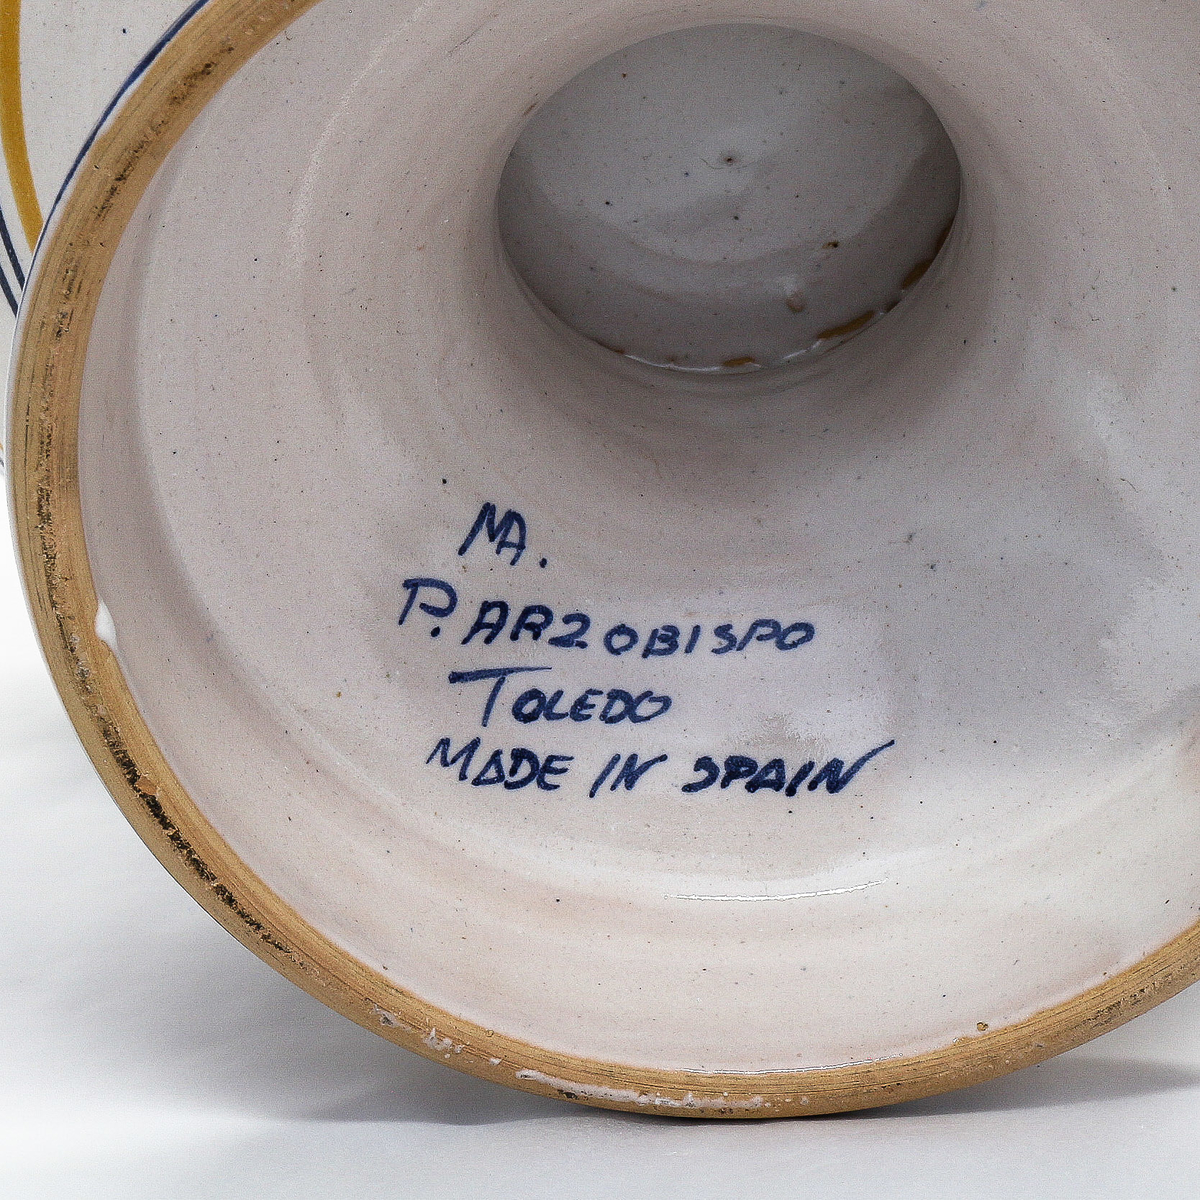 MA.
P. ARZOBISPO
TOLEDO
MADE IN SPAIN